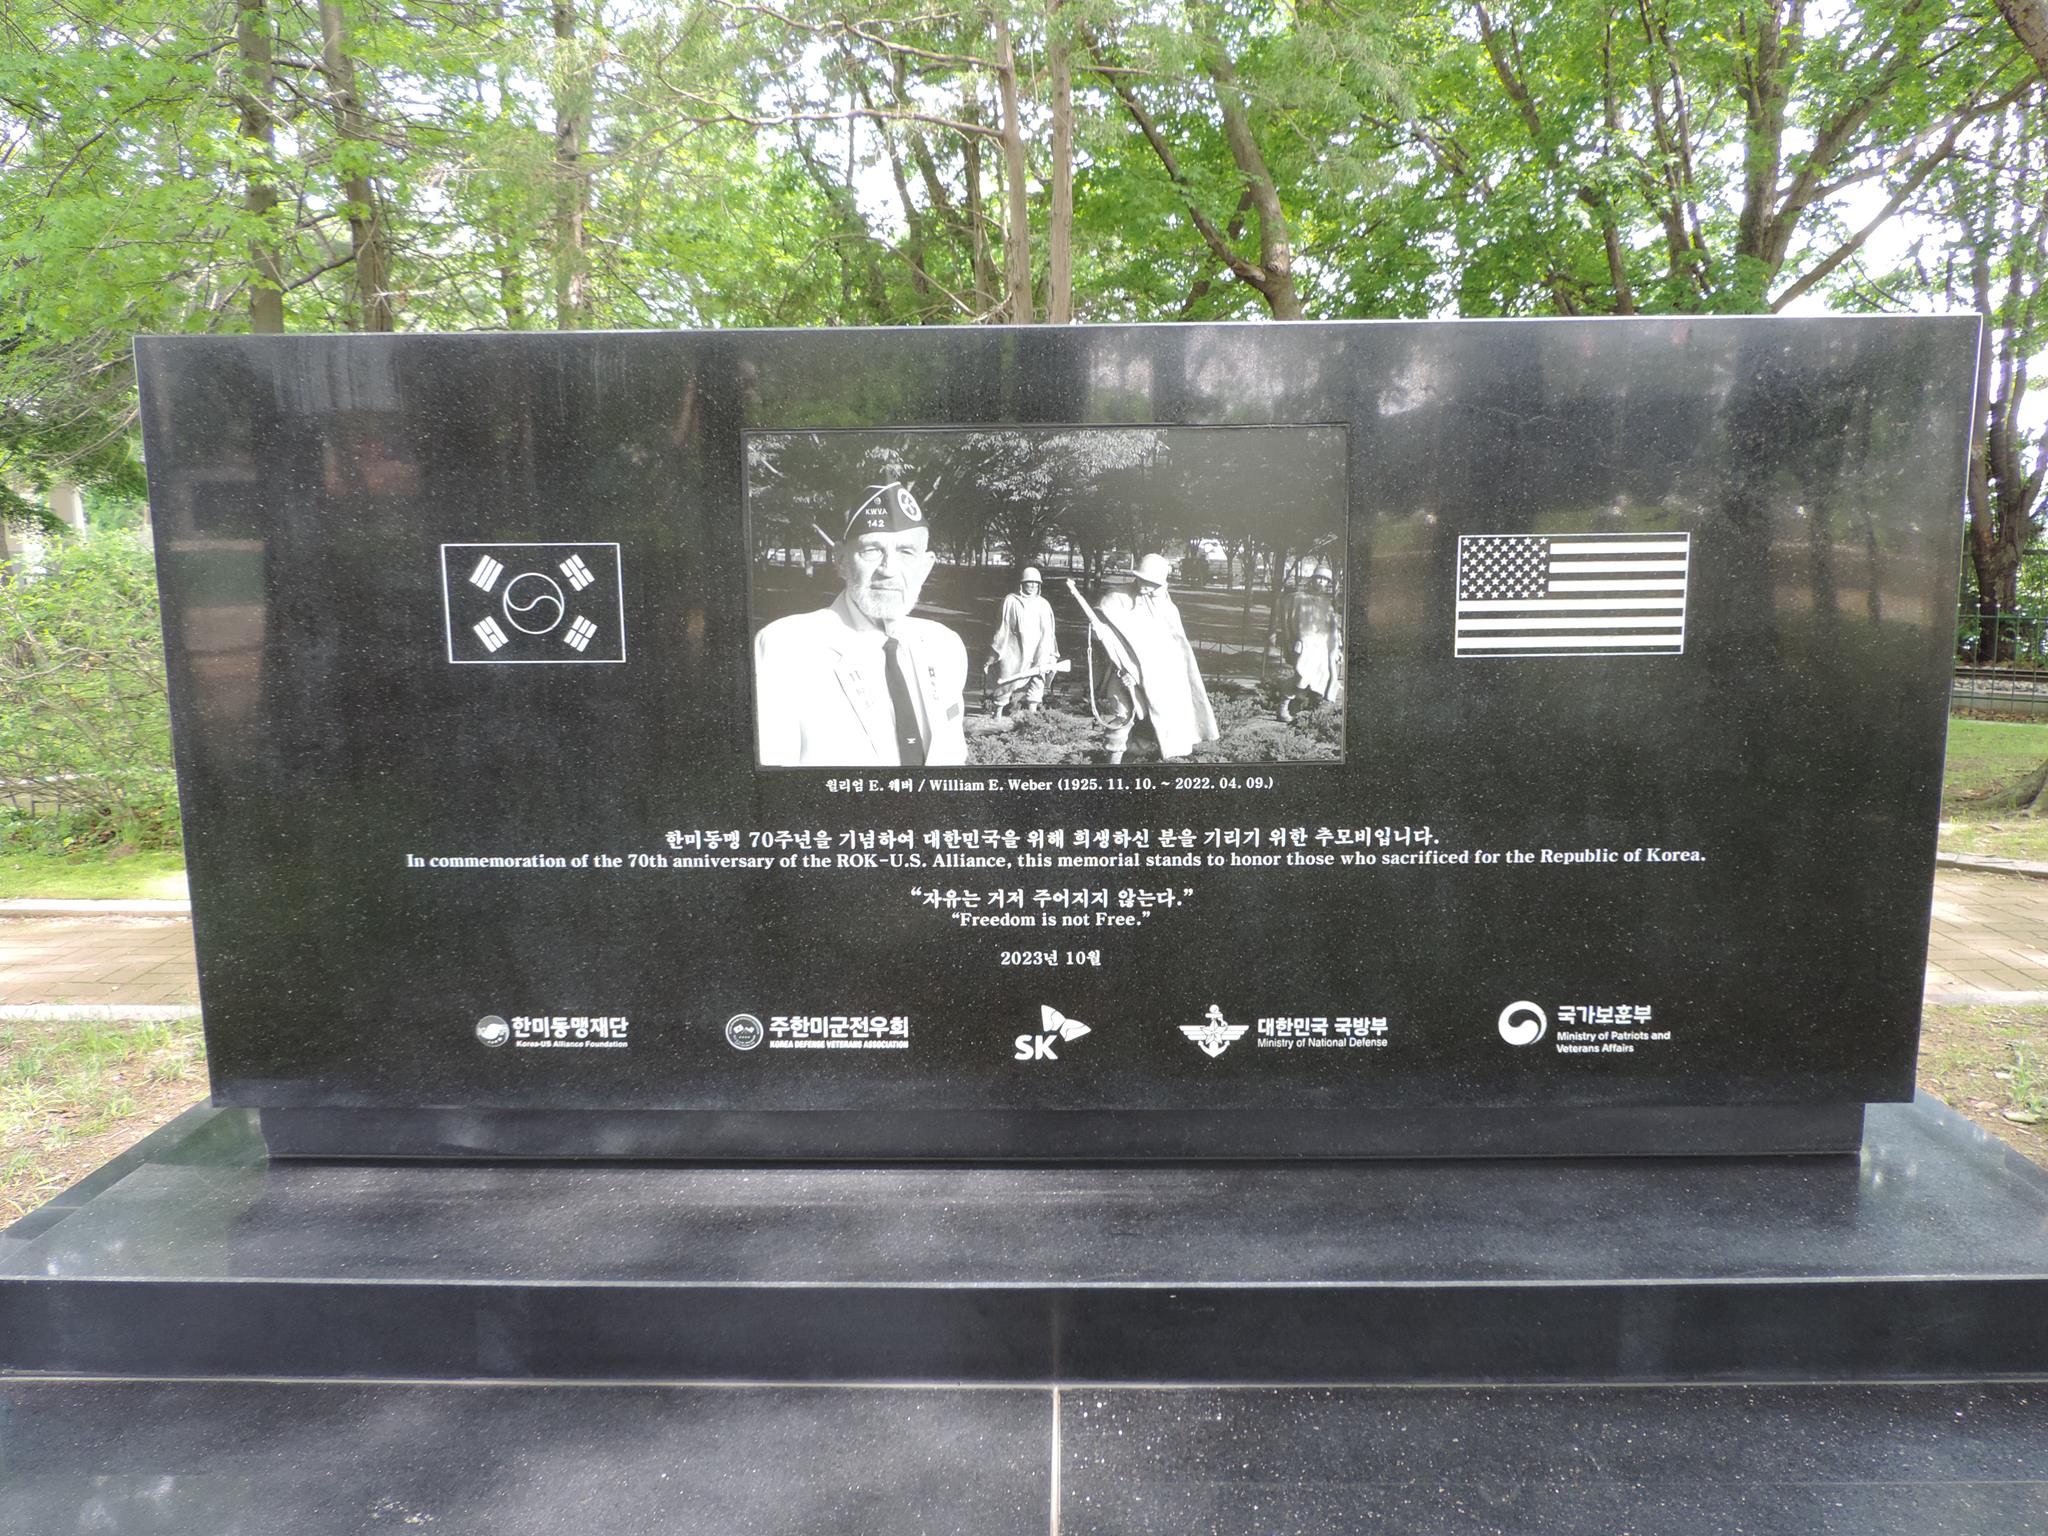 K.W.V.A.
142
윌리엄 E. 웨버 / William E. Weber (1925. 11. 10. ~ 2022. 04. 09.)
한미동맹 70주년을 기념하여 대한민국을 위해 희생하신 분을 기리기 위한 추모비입니다.
In commemoration of the 70th anniversary of the ROK-U.S. Alliance, this memorial stands to honor those who sacrificed for the Republic of Korea.
“자유는 거저 주어지지 않는다.”
“Freedom is not Free.”
2023년 10월
한미동맹재단
Korea-US Alliance Foundation
주한미군전우회
KOREA DEFENSE VETERANS ASSOCIATION
SK
대한민국 국방부
Ministry of National Defense
국가보훈부
Ministry of Patriots and
Veterans Affairs